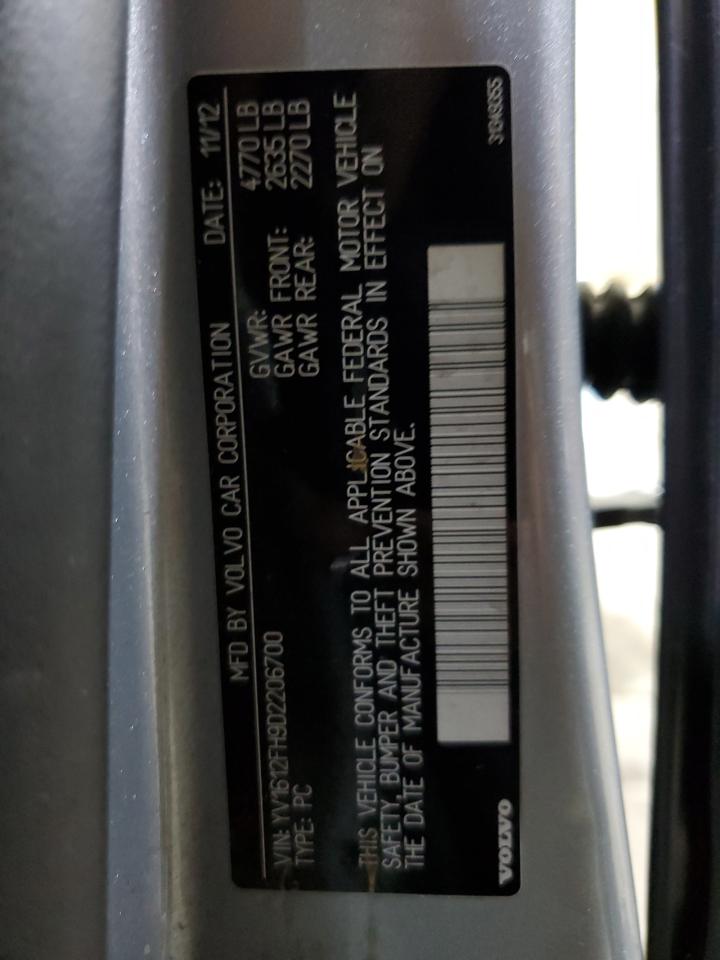 MFD BY VOLVO CAR CORPORATION DATE: 11/12
GVWR: 4770 LB
GAWR FRONT: 2635 LB
VIN: YV1612FH9D2206700
GAWR REAR: 2270 LB
TYPE: PC
THIS VEHICLE CONFORMS TO ALL APPLICABLE FEDERAL MOTOR VEHICLE
SAFETY, BUMPER AND THEFT PREVENTION STANDARDS IN EFFECT ON
THE DATE OF MANUFACTURE SHOWN ABOVE.
VOLVO